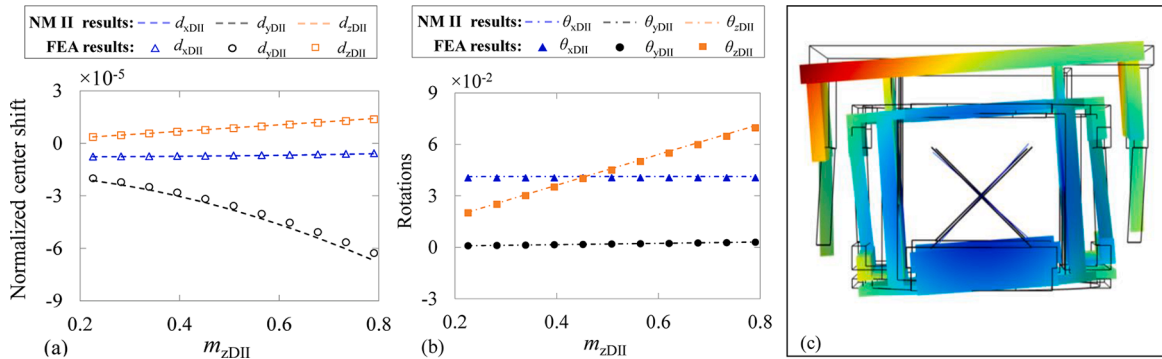 NM II results: d_xDII d_yDII d_zDII
FEA results: d_xDII d_yDII d_zDII
×10⁻⁵
3
0
-3
-6
-9
Normalized center shift
0.2 0.4 0.6 0.8
(a) m_zDII
NM II results: θ_xDII θ_yDII θ_zDII
FEA results: θ_xDII θ_yDII θ_zDII
×10⁻²
9
6
3
0
-3
Rotations
0.2 0.4 0.6 0.8
(b) m_zDII
(c)